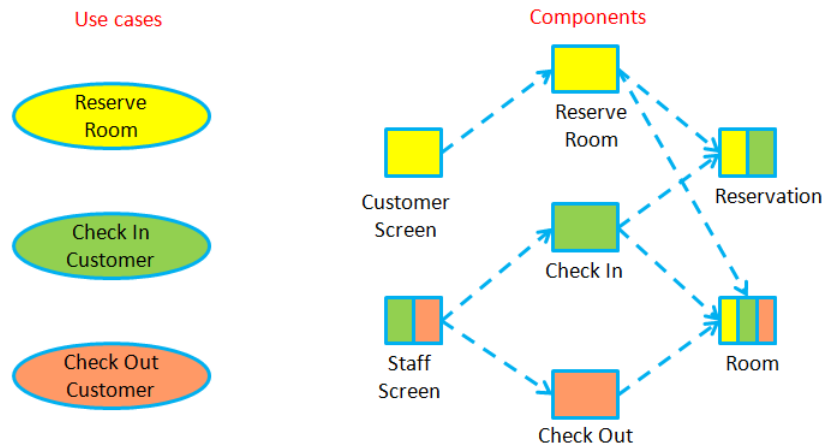 Use cases
Components
Reserve
Room
Check In
Customer
Check Out
Customer
Customer
Screen
Staff
Screen
Reserve
Room
Check In
Check Out
Reservation
Room